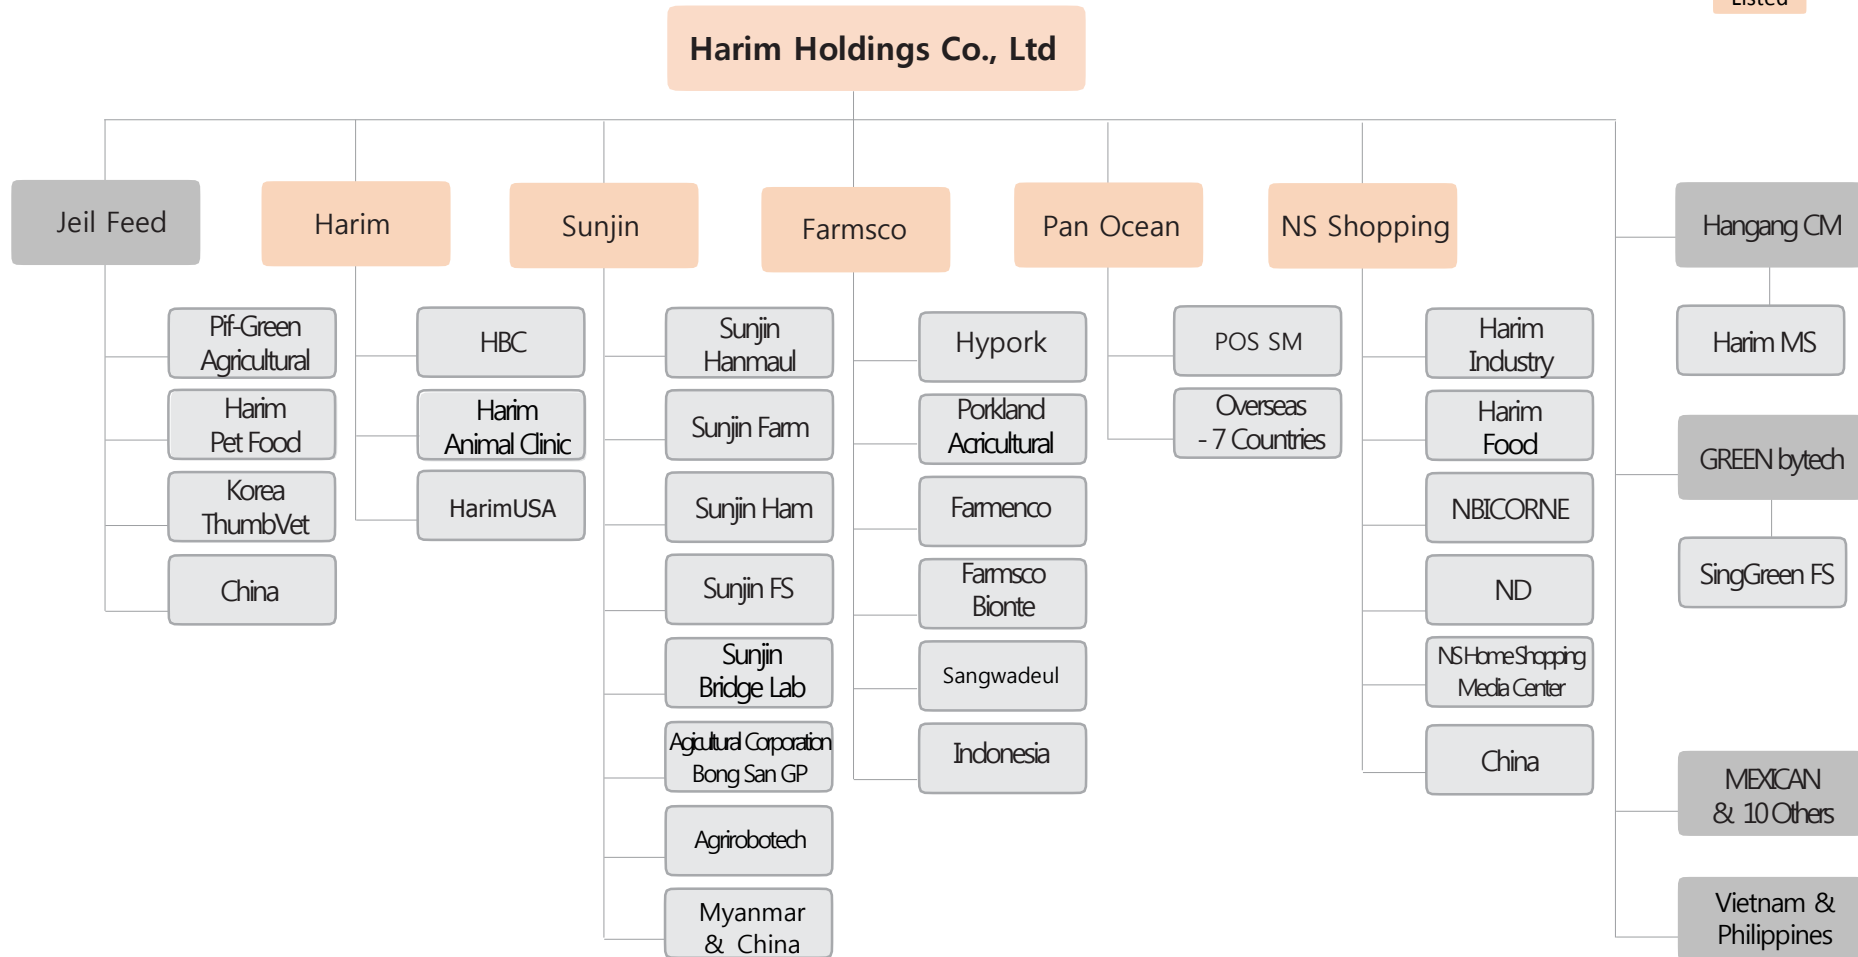 Listed
Harim Holdings Co., Ltd
Jeil Feed
Harim
Sunjin
Farmsco
Pan Ocean
NS Shopping
Hangang CM
Pif-Green
Agricultural
Harim
Pet Food
Korea
ThumbVet
China
HBC
Harim
Animal Clinic
HarimUSA
Sunjin
Hanmaul
Sunjin Farm
Sunjin Ham
Sunjin FS
Sunjin
Bridge Lab
Agicultural Corporation
Bong San GP
Agrirobotech
Myanmar
& China
Hypork
Porkland
Acricultural
Farmenco
Farmsco
Bionte
Sangwadeul
Indonesia
POS SM
Overseas
- 7 Countries
Harim
Industry
Harim
Food
NBICORNE
ND
NS Home Shopping
Media Center
China
Harim MS
GREEN bytech
SingGreen FS
MEXICAN
& 10 Others
Vietnam &
Philippines